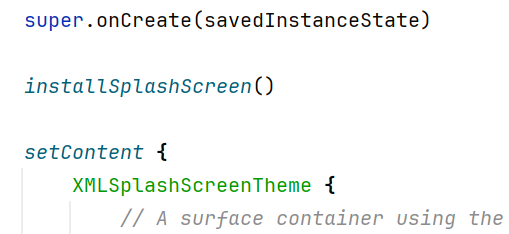 super.onCreate(savedInstanceState)
installSplashScreen()
setContent {
XMLSplashScreenTheme {
// A surface container using the